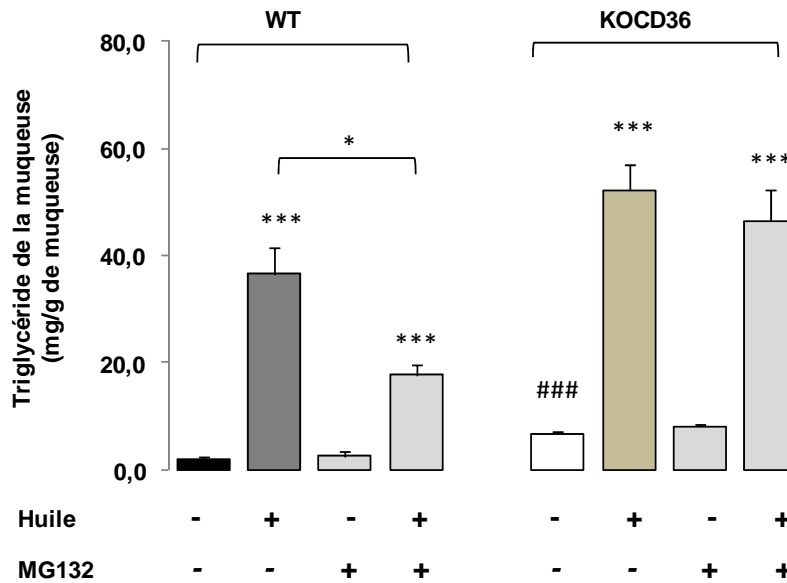 WT KOCD36
Triglycéride de la muqueuse
(mg/g de muqueuse)
80,0
60,0
40,0
20,0
0,0
***
*
***
###
***
***
Huile - + - + - + - +
MG132 - - + + - - + +